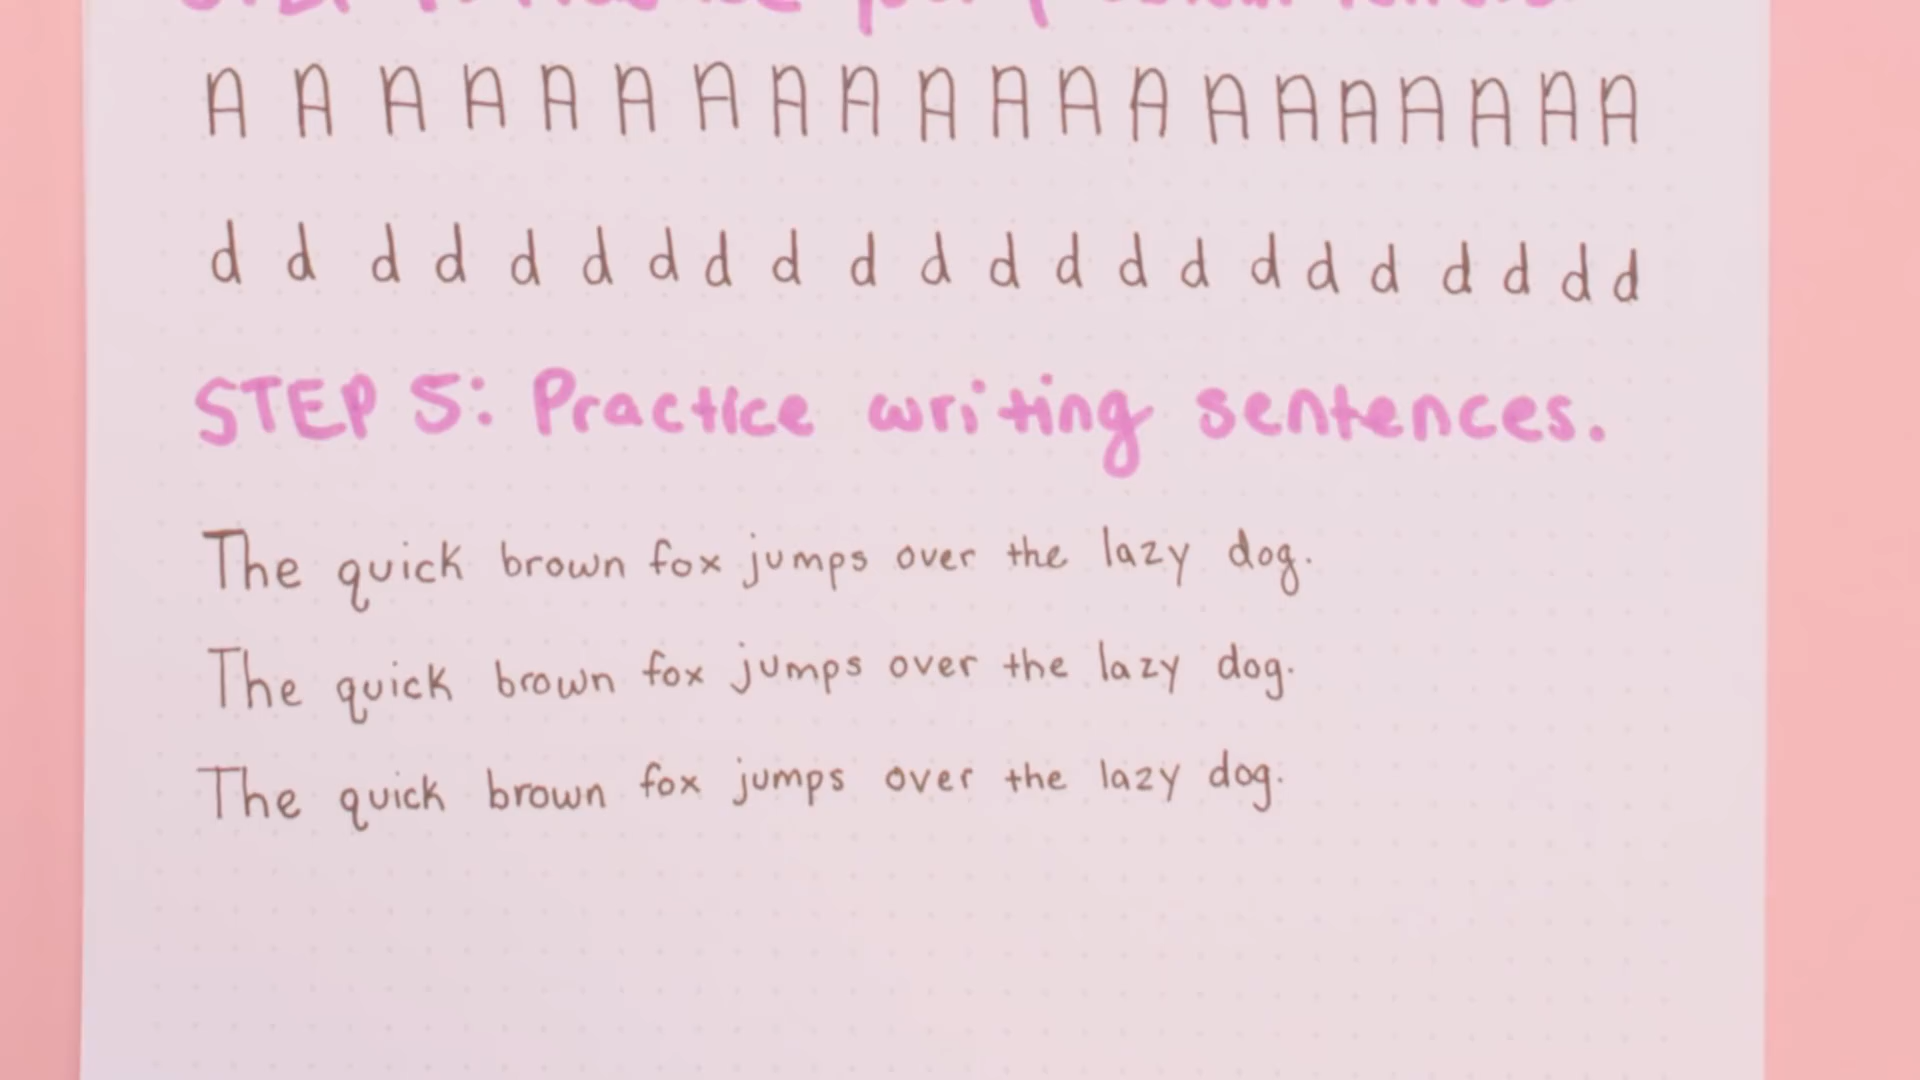 A A A A A A A A A A A A A A A A A A A A
d d d d d d d d d d d d d d d d d d d d d d
STEP 5: Practice writing sentences.
The quick brown fox jumps over the lazy dog.
The quick brown fox jumps over the lazy dog.
The quick brown fox jumps over the lazy dog.